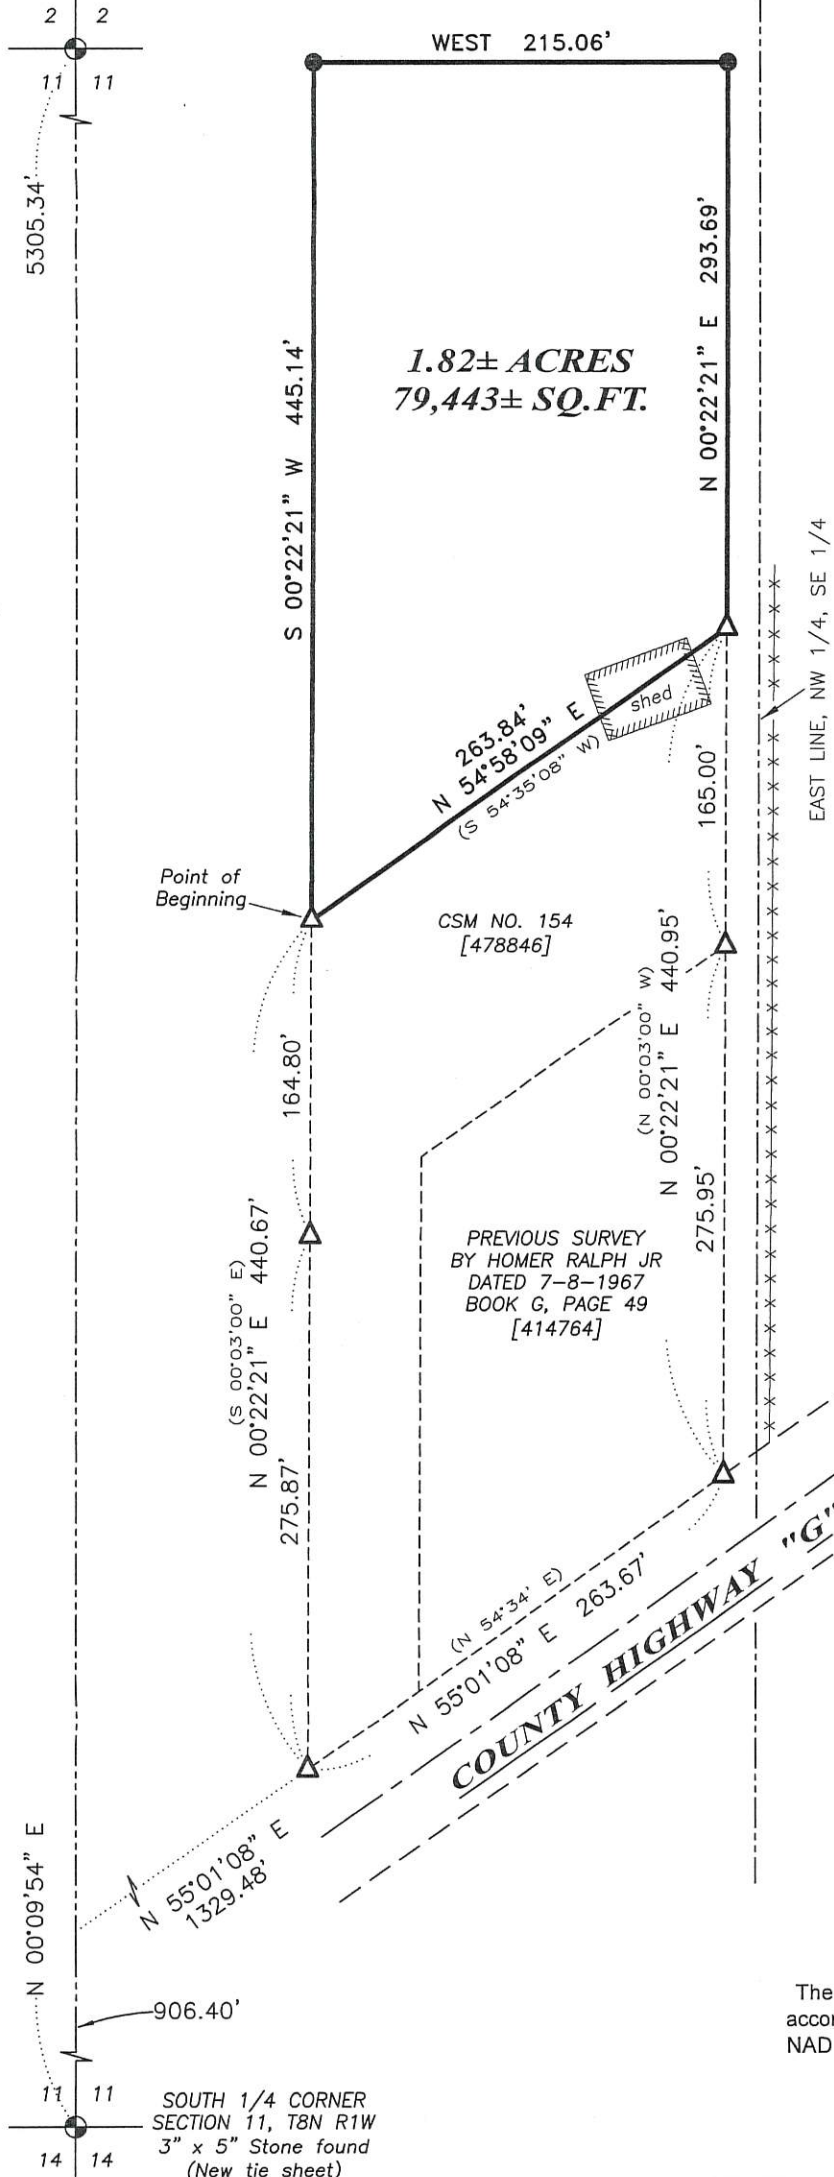 2 2
11 11
5305.34'
WEST 215.06'
S 00°22'21" W 445.14'
N 00°22'21" E 293.69'
1.82± ACRES
79,443± SQ.FT.
EAST LINE, NW 1/4, SE 1/4
shed
263.84'
N 54°58'09" E
(S 54°35'08" W)
165.00'
Point of
Beginning
CSM NO. 154
[478846]
164.80'
(N 00°03'00" W)
N 00°22'21" E 440.95'
275.95'
(S 00°03'00" E)
N 00°22'21" E 440.67'
275.87'
PREVIOUS SURVEY
BY HOMER RALPH JR
DATED 7-8-1967
BOOK G, PAGE 49
[414764]
(N 54°34' E)
N 55°01'08" E 263.67'
COUNTY HIGHWAY "G"
N 55°01'08" E
1329.48'
N 00°09'54" E
906.40'
The
accor
NAD
11 11
14 14
SOUTH 1/4 CORNER
SECTION 11, T8N R1W
3" x 5" Stone found
(New tie sheet)